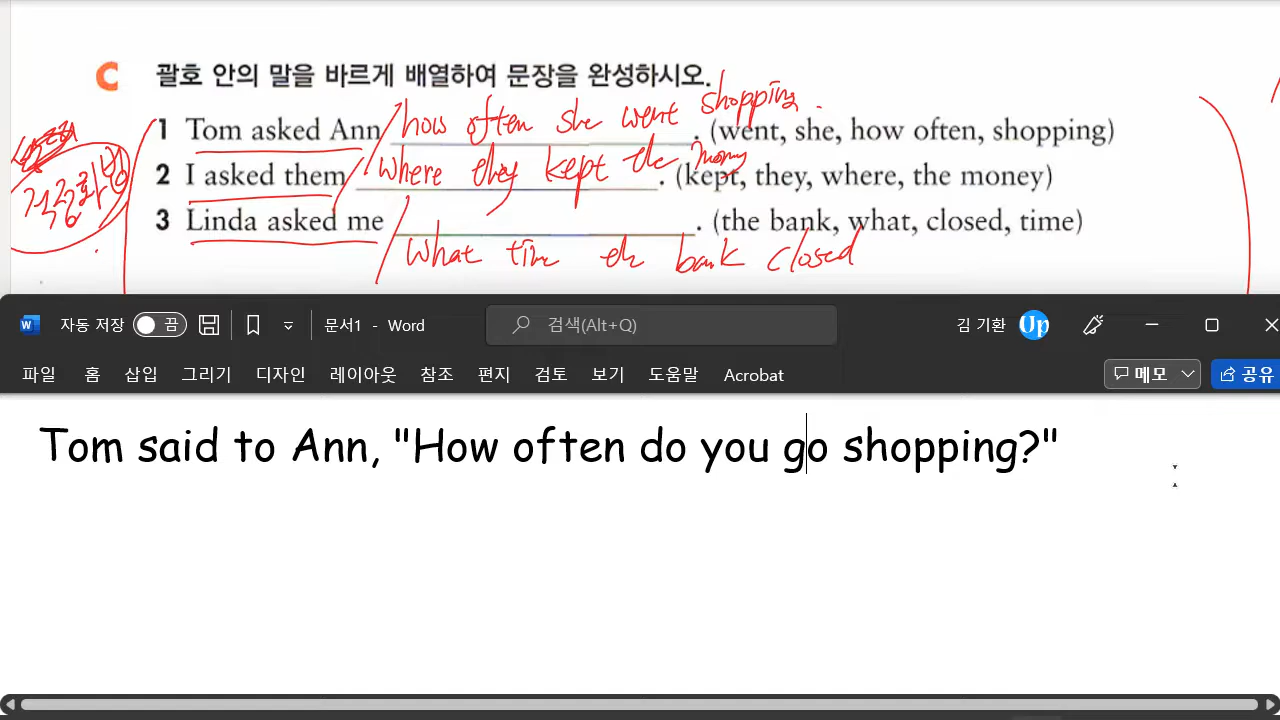 C 괄호 안의 말을 바르게 배열하여 문장을 완성하시오.
1 Tom asked Ann how often she went shopping . (went, she, how often, shopping)
2 I asked them where they kept the money . (kept, they, where, the money)
3 Linda asked me . (the bank, what, closed, time)
what time the bank closed
자동 저장 끔 문서1 - Word 검색(Alt+Q) 김 기환 Up
파일 홈 삽입 그리기 디자인 레이아웃 참조 편지 검토 보기 도움말 Acrobat 메모 공유
Tom said to Ann, "How often do you go shopping?"